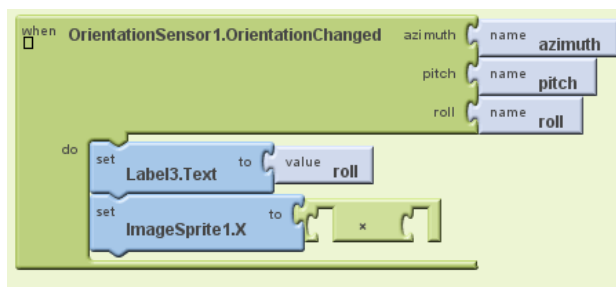 when OrientationSensor1.OrientationChanged azimuth name azimuth
pitch name pitch
roll name roll
do
set Label3.Text to value roll
set ImageSprite1.X to ×